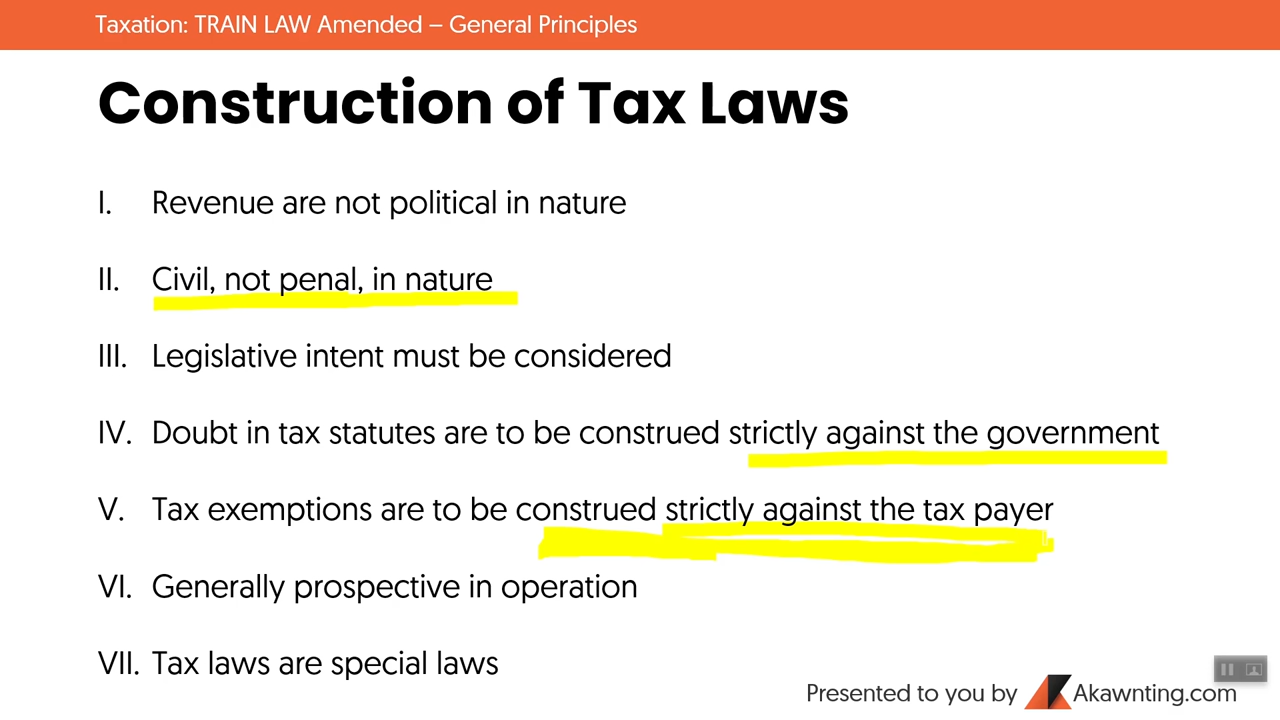 Taxation: TRAIN LAW Amended – General Principles
Construction of Tax Laws
I. Revenue are not political in nature
II. Civil, not penal, in nature
III. Legislative intent must be considered
IV. Doubt in tax statutes are to be construed strictly against the government
V. Tax exemptions are to be construed strictly against the tax payer
VI. Generally prospective in operation
VII. Tax laws are special laws
Presented to you by Akawnting.com